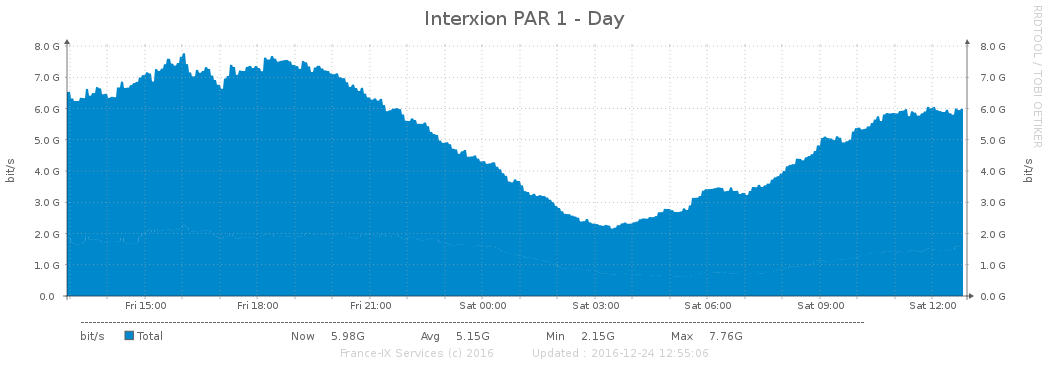 Interxion PAR 1 - Day
RRDTOOL / TOBI OETIKER
bit/s
8.0 G
7.0 G
6.0 G
5.0 G
4.0 G
3.0 G
2.0 G
1.0 G
0.0
8.0 G
7.0 G
6.0 G
5.0 G
4.0 G
3.0 G
2.0 G
1.0 G
0.0 G
bit/s
Fri 15:00 Fri 18:00 Fri 21:00 Sat 00:00 Sat 03:00 Sat 06:00 Sat 09:00 Sat 12:00
bit/s Total Now 5.98G Avg 5.15G Min 2.15G Max 7.76G
France-IX Services (c) 2016 Updated : 2016-12-24 12:55:06